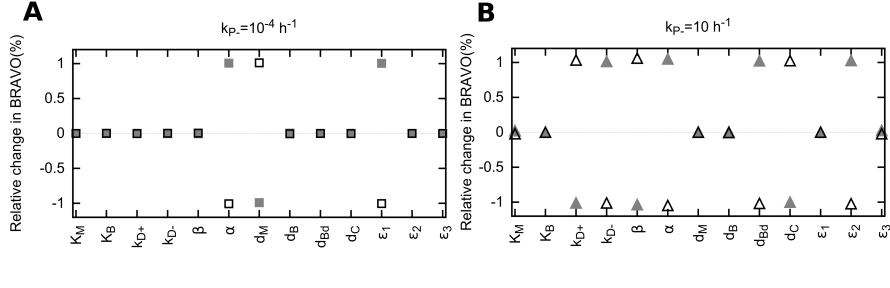 A
k_P-=10^-4 h^-1
Relative change in BRAVO(%)
1
0.5
0
-0.5
-1
K_M
K_B
k_D+
k_D-
β
α
d_M
d_B
d_Bd
d_C
ε_1
ε_2
ε_3
B
k_P-=10 h^-1
Relative change in BRAVO(%)
1
0.5
0
-0.5
-1
K_M
K_B
k_D+
k_D-
β
α
d_M
d_B
d_Bd
d_C
ε_1
ε_2
ε_3